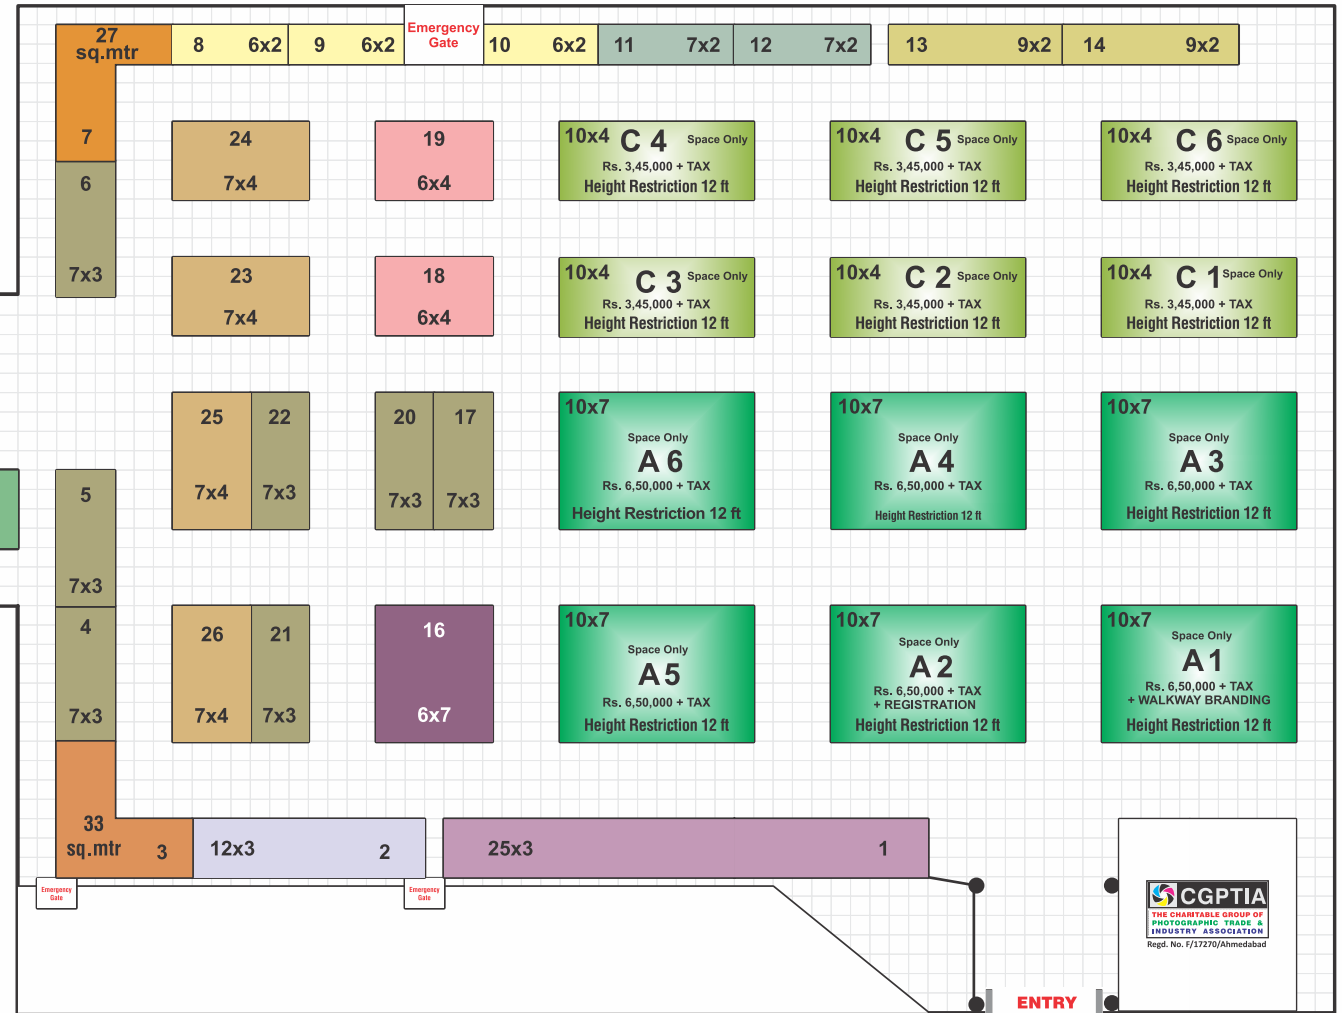 27
sq.mtr
7
8 6x2
9 6x2
Emergency
Gate
10 6x2
11 7x2
12 7x2
13 9x2
14 9x2
24
7x4
19
6x4
10x4 C 4 Space Only
Rs. 3,45,000 + TAX
Height Restriction 12 ft
10x4 C 5 Space Only
Rs. 3,45,000 + TAX
Height Restriction 12 ft
10x4 C 6 Space Only
Rs. 3,45,000 + TAX
Height Restriction 12 ft
6
7x3
23
7x4
18
6x4
10x4 C 3 Space Only
Rs. 3,45,000 + TAX
Height Restriction 12 ft
10x4 C 2 Space Only
Rs. 3,45,000 + TAX
Height Restriction 12 ft
10x4 C 1 Space Only
Rs. 3,45,000 + TAX
Height Restriction 12 ft
25
7x4
22
7x3
20
7x3
17
7x3
10x7
Space Only
A 6
Rs. 6,50,000 + TAX
Height Restriction 12 ft
10x7
Space Only
A 4
Rs. 6,50,000 + TAX
Height Restriction 12 ft
10x7
Space Only
A 3
Rs. 6,50,000 + TAX
Height Restriction 12 ft
5
7x3
4
7x3
26
7x4
21
7x3
16
6x7
10x7
Space Only
A 5
Rs. 6,50,000 + TAX
Height Restriction 12 ft
10x7
Space Only
A 2
Rs. 6,50,000 + TAX
+ REGISTRATION
Height Restriction 12 ft
10x7
Space Only
A 1
Rs. 6,50,000 + TAX
+ WALKWAY BRANDING
Height Restriction 12 ft
33
sq.mtr 3
12x3 2
25x3 1
Emergency
Gate
Emergency
Gate
CGPTIA
THE CHARITABLE GROUP OF
PHOTOGRAPHIC TRADE &
INDUSTRY ASSOCIATION
Regd. No. F/17270/Ahmedabad
ENTRY